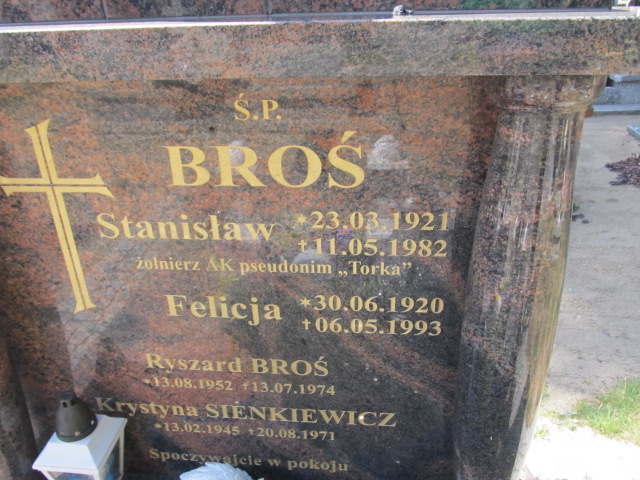 Ś.P.
BROŚ
Stanisław *23.03.1921
†11.05.1982
żołnierz AK pseudonim „Torka”
Felicja *30.06.1920
†06.05.1993
Ryszard BROŚ
*13.08.1952 †13.07.1974
Krystyna SIENKIEWICZ
*13.02.1945 †20.08.1971
Spoczywajcie w pokoju